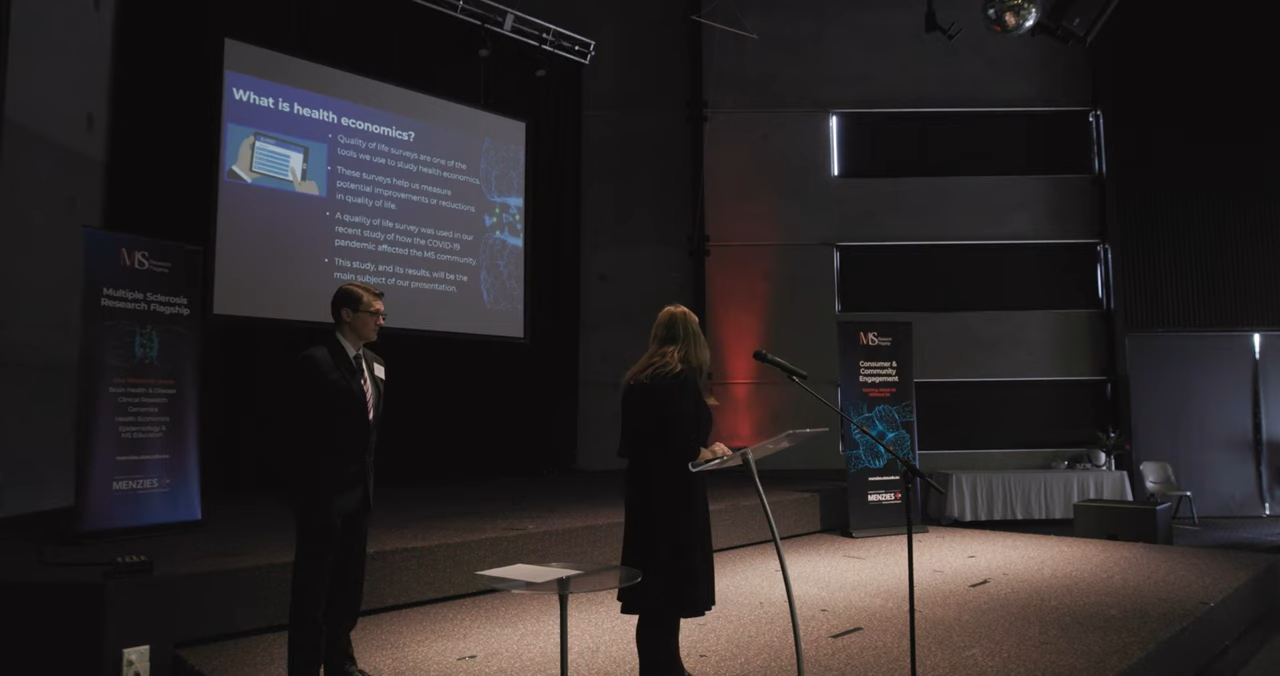 What is health economics?
• Quality of life surveys are one of the
tools we use to study health economics.
• These surveys help us measure
potential improvements or reductions
in quality of life.
• A quality of life survey was used in our
recent study of how the COVID-19
pandemic affected the MS community.
• This study, and its results, will be the
main subject of our presentation.
MS Research
Flagship
Multiple Sclerosis
Research Flagship
Brain Health & Disease
Clinical Research
Genomics
Health Economics
Epidemiology &
MS Education
MENZIES
MS Research
Flagship
Consumer &
Community
Engagement
MENZIES